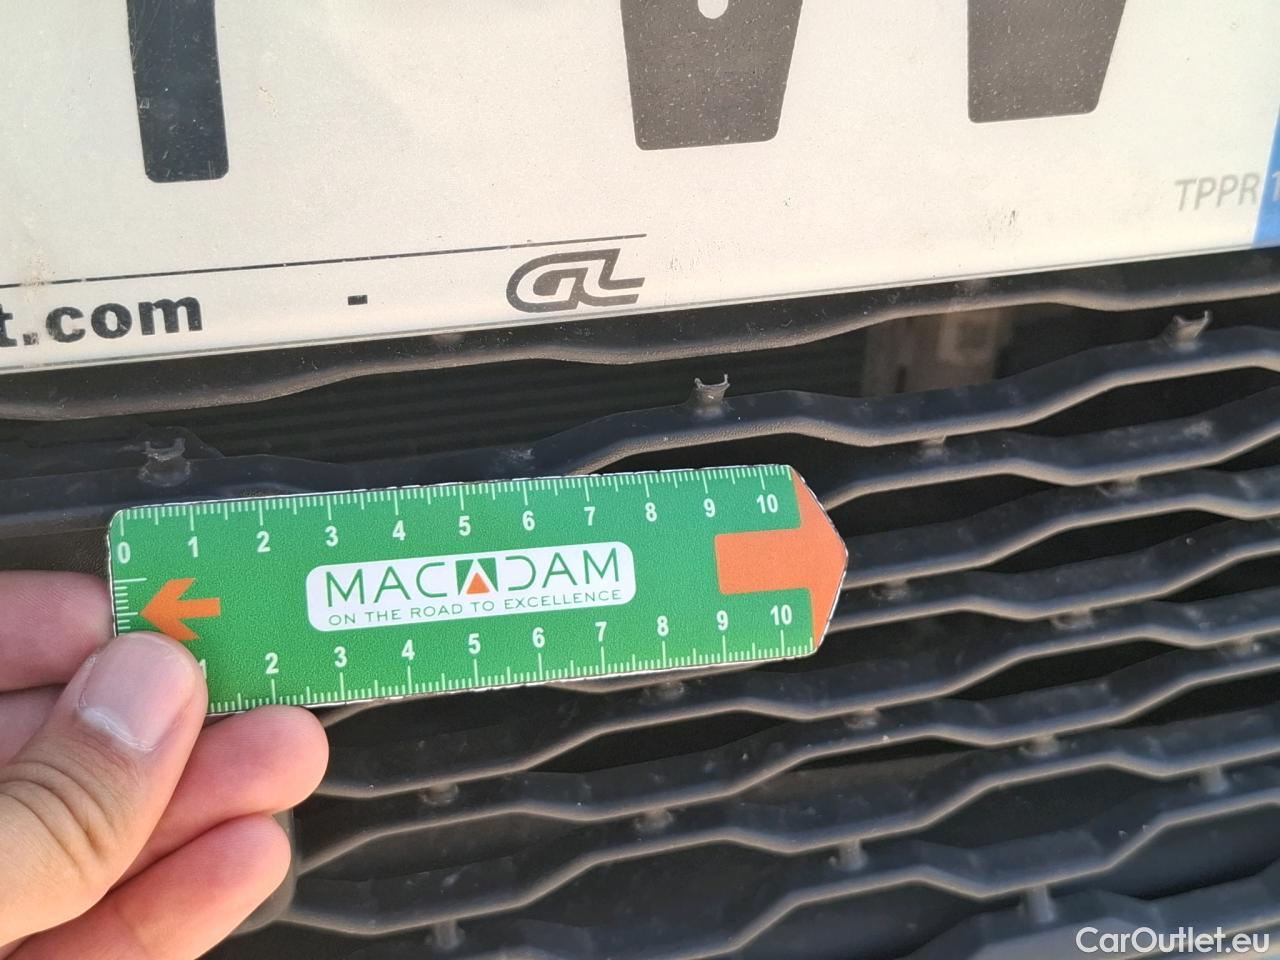 TPPR
t.com - GL
0 1 2 3 4 5 6 7 8 9 10
MACADAM
ON THE ROAD TO EXCELLENCE
1 2 3 4 5 6 7 8 9 10
CarOutlet.eu